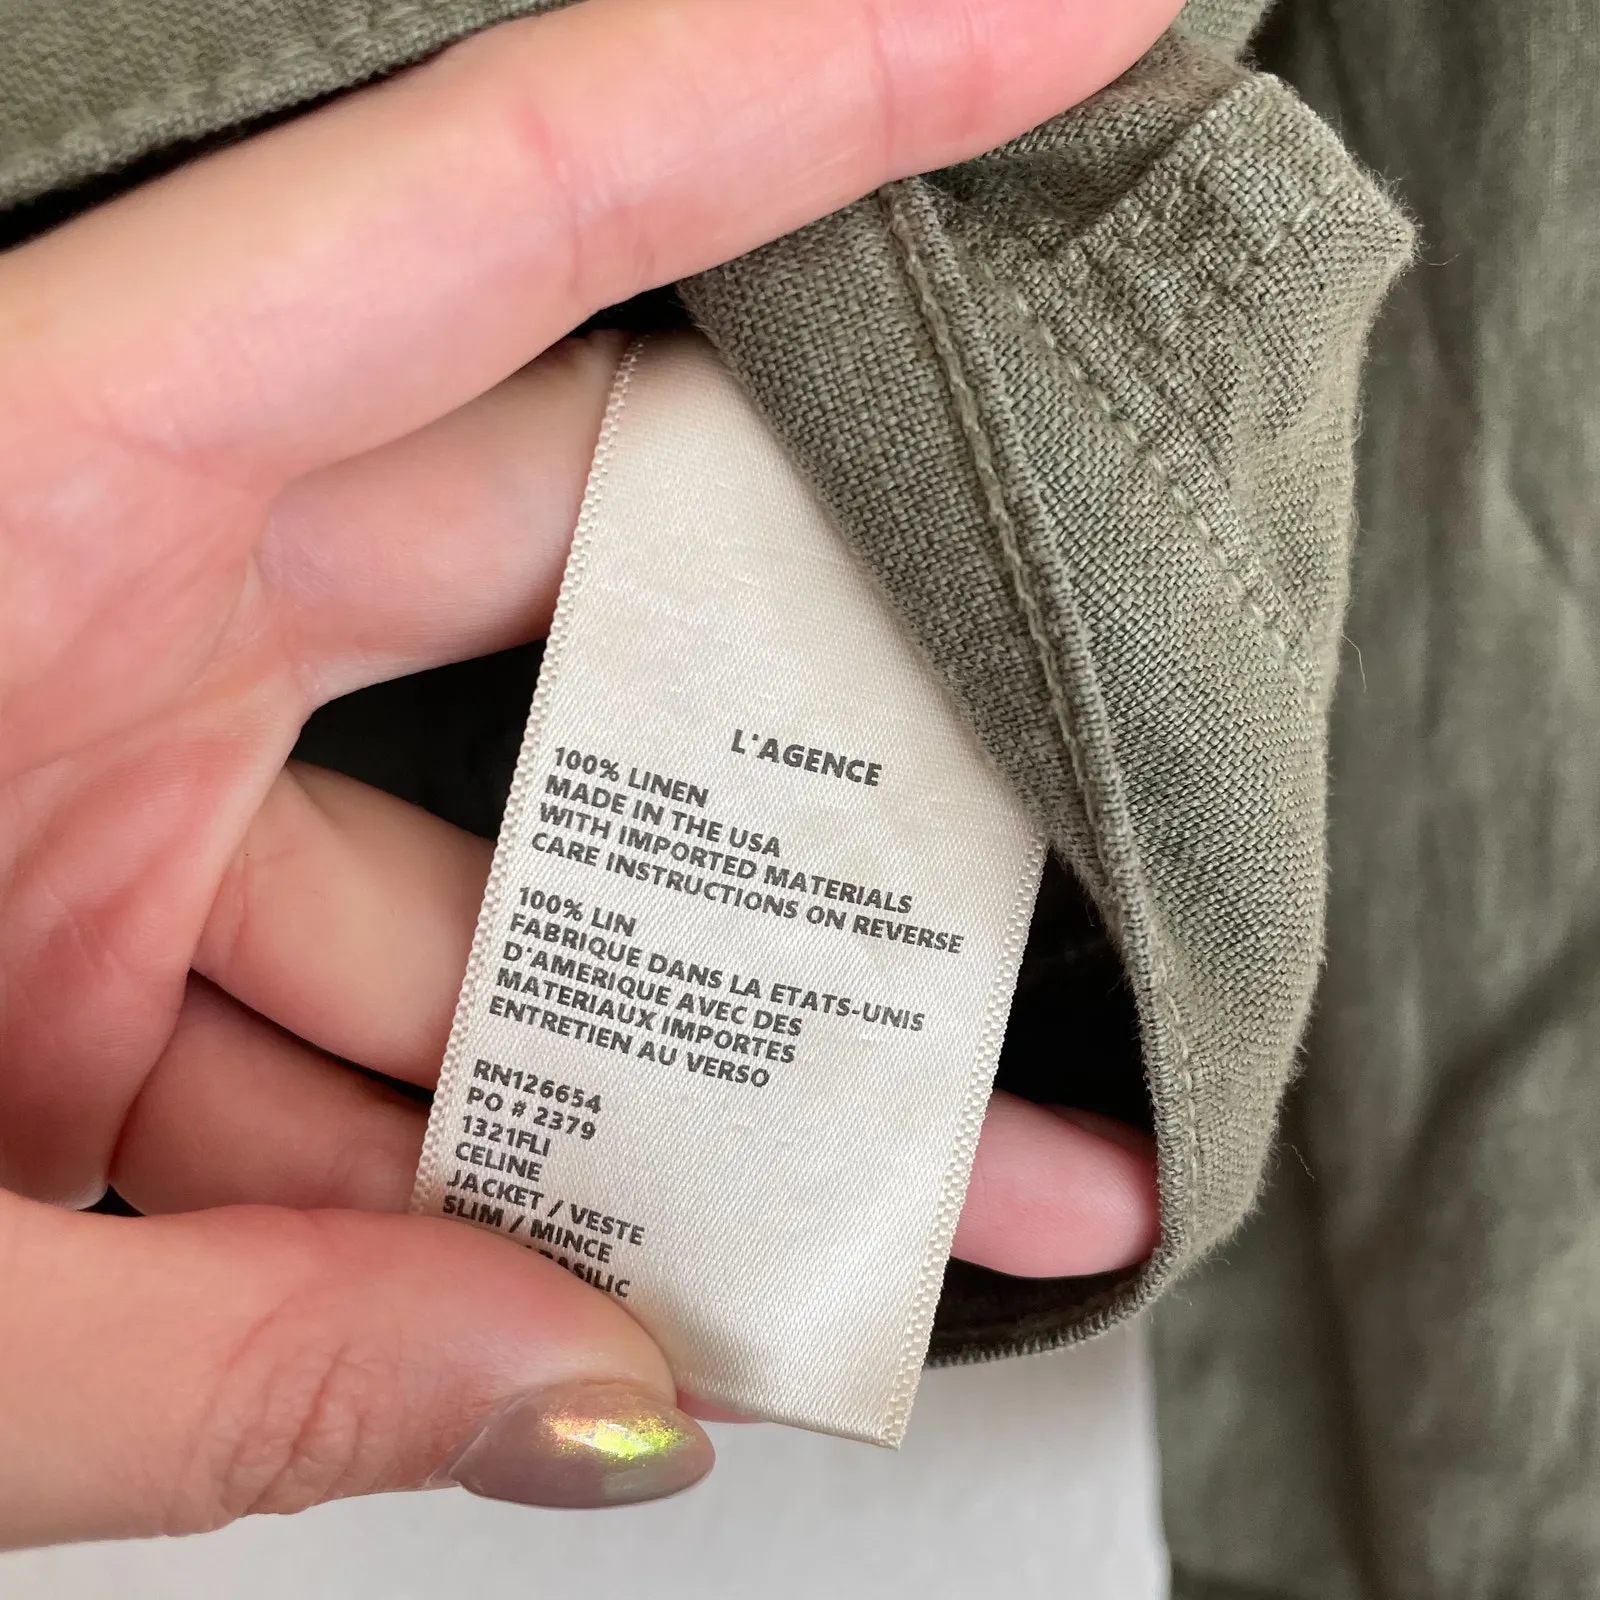 L'AGENCE
100% LINEN
MADE IN THE USA
WITH IMPORTED MATERIALS
CARE INSTRUCTIONS ON REVERSE
100% LIN
FABRIQUE DANS LA ETATS-UNIS
D'AMERIQUE AVEC DES
MATERIAUX IMPORTES
ENTRETIEN AU VERSO
RN126654
PO # 2379
1321FLI
CELINE
JACKET / VESTE
SLIM / MINCE
BASILIC